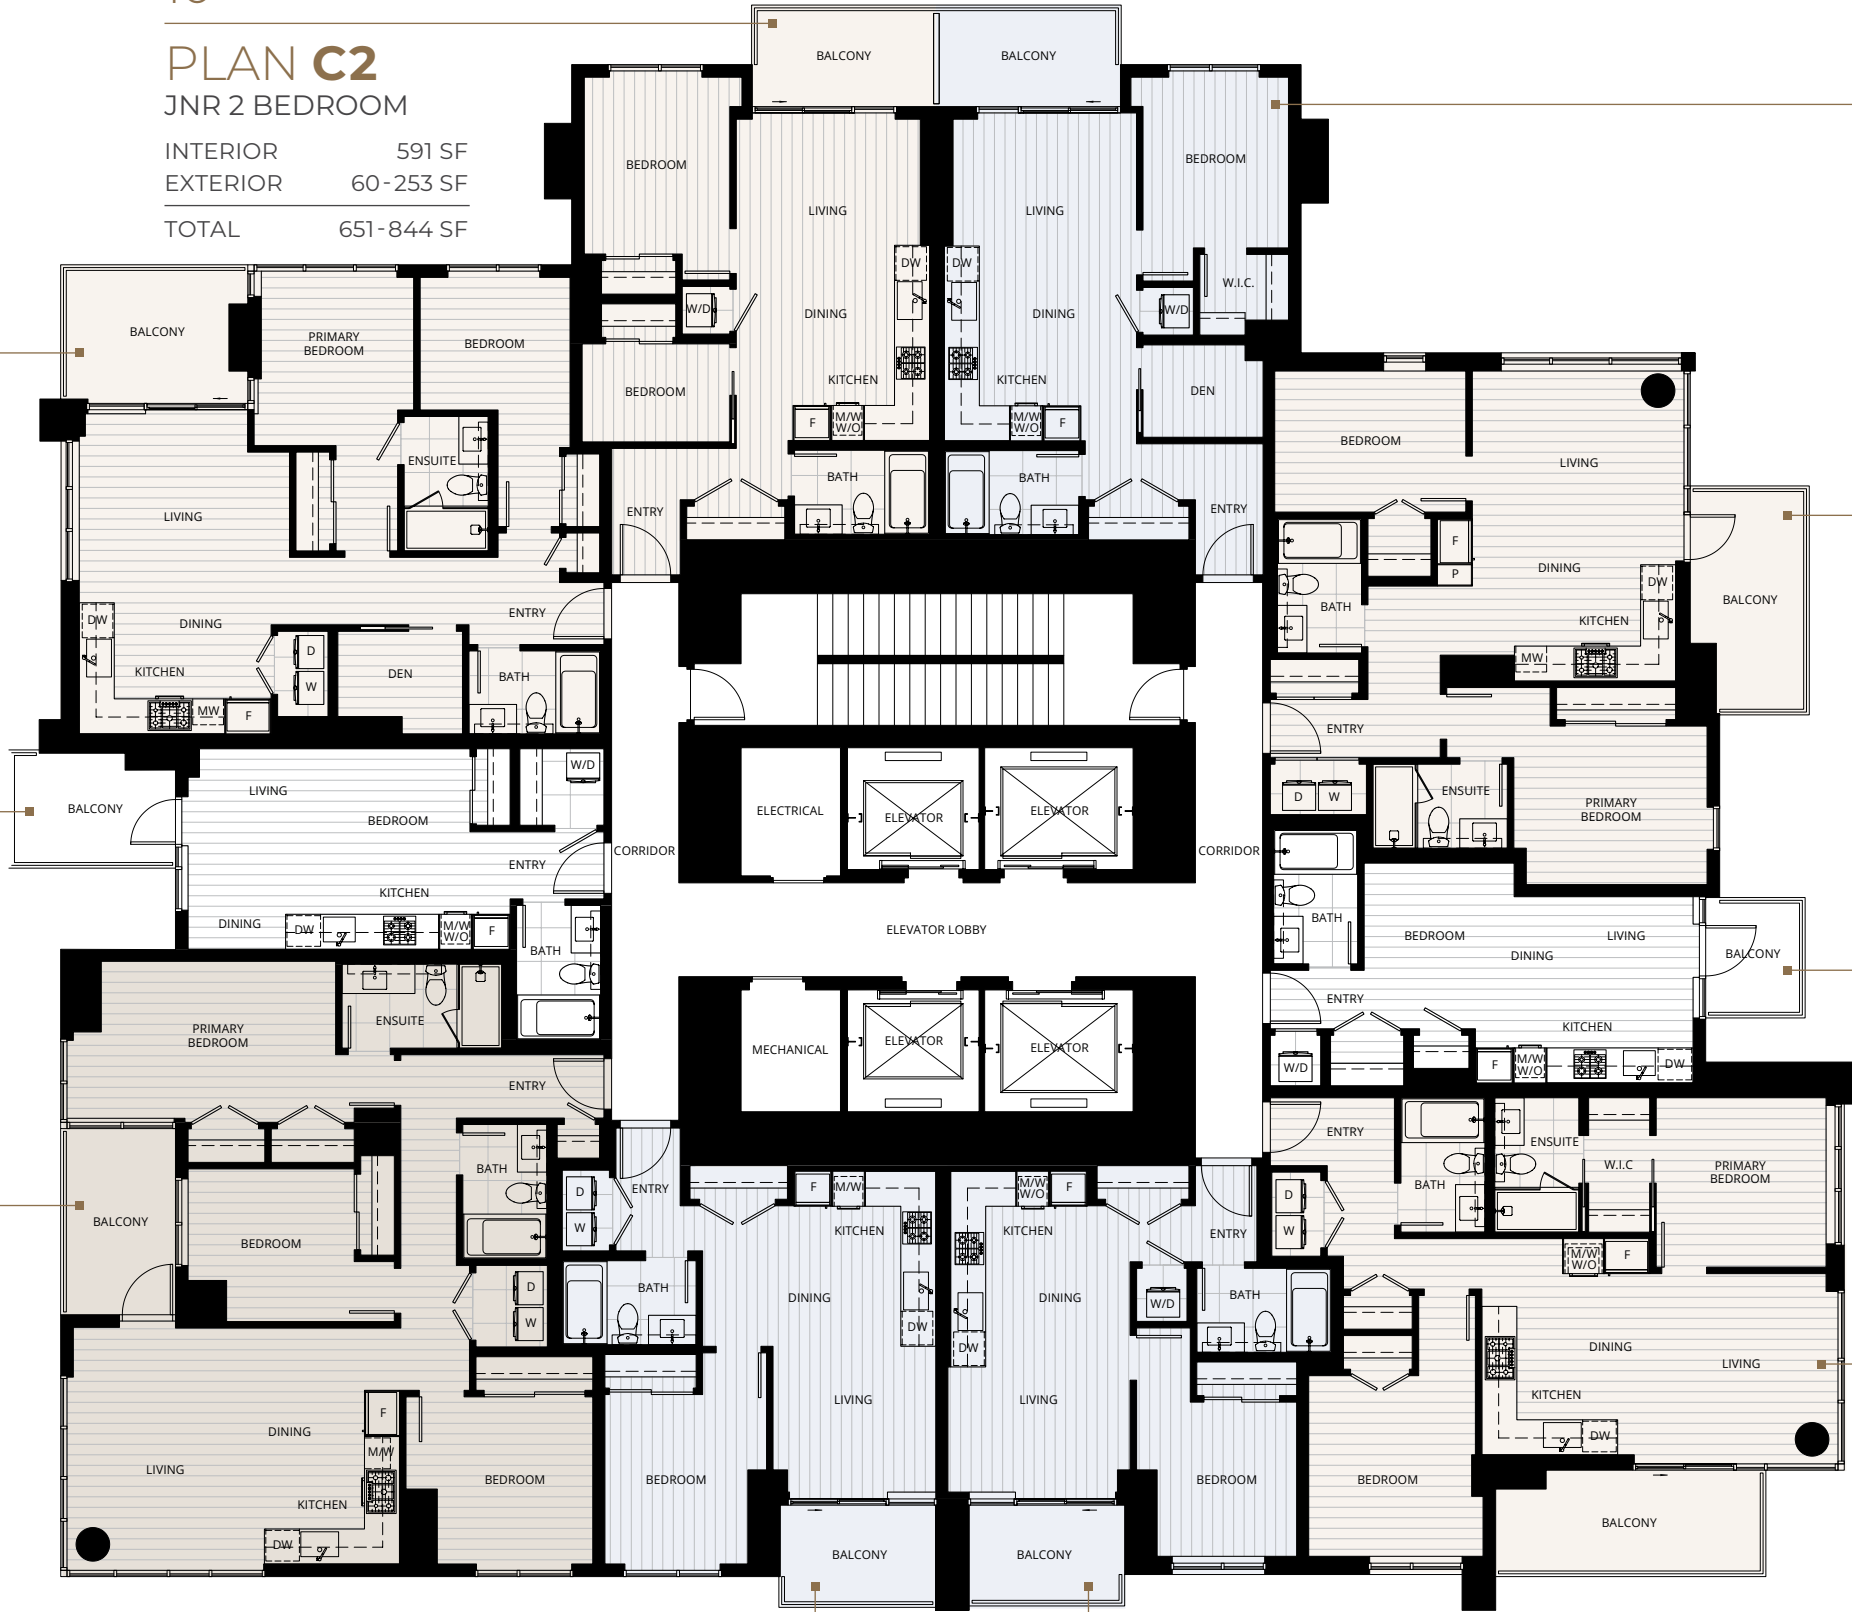 PLAN C2
JNR 2 BEDROOM
INTERIOR 591 SF
EXTERIOR 60-253 SF
TOTAL 651-844 SF
BALCONY
BALCONY
BEDROOM
LIVING
DW
W/D
DINING
KITCHEN
BEDROOM
F
M/W
W/O
BATH
ENTRY
BEDROOM
LIVING
DW
W.I.C.
W/D
DINING
KITCHEN
DEN
M/W
W/O
F
BATH
ENTRY
BALCONY
PRIMARY
BEDROOM
BEDROOM
ENSUITE
LIVING
ENTRY
DW
DINING
KITCHEN
D
W
DEN
BATH
MW
F
BEDROOM
LIVING
F
P
DINING
DW
BATH
KITCHEN
MW
BALCONY
ENTRY
D
W
ENSUITE
PRIMARY
BEDROOM
BALCONY
LIVING
BEDROOM
W/D
ENTRY
KITCHEN
DINING
DW
M/W
W/O
F
BATH
CORRIDOR
ELECTRICAL
ELEVATOR
ELEVATOR
CORRIDOR
ELEVATOR LOBBY
MECHANICAL
ELEVATOR
ELEVATOR
BATH
BEDROOM
LIVING
DINING
BALCONY
ENTRY
KITCHEN
W/D
F
M/W
W/O
DW
PRIMARY
BEDROOM
ENSUITE
ENTRY
BATH
BALCONY
BEDROOM
D
W
F
DINING
M/W
LIVING
KITCHEN
DW
BEDROOM
ENTRY
D
W
F
M/W
KITCHEN
BATH
DINING
DW
LIVING
BEDROOM
BALCONY
M/W
W/O
F
KITCHEN
ENTRY
DINING
W/D
BATH
DW
LIVING
BEDROOM
BALCONY
ENTRY
D
W
BATH
ENSUITE
W.I.C
PRIMARY
BEDROOM
M/W
W/O
F
DINING
LIVING
KITCHEN
DW
BEDROOM
BALCONY